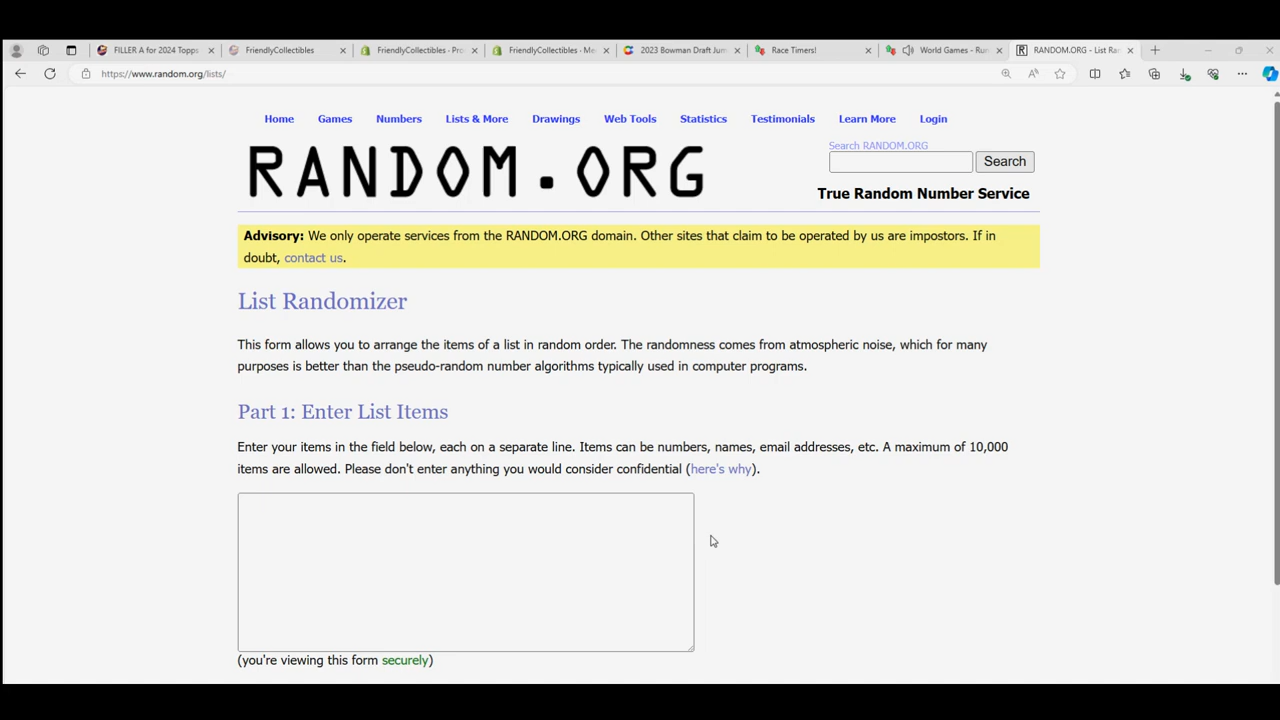 FILLER A for 2024 Topps
FriendlyCollectibles
FriendlyCollectibles - Pro
FriendlyCollectibles - Me
2023 Bowman Draft Jum
Race Timers!
World Games - Run
RANDOM.ORG - List Ra
https://www.random.org/lists/
Home Games Numbers Lists & More Drawings Web Tools Statistics Testimonials Learn More Login
RANDOM.ORG
Search RANDOM.ORG
Search
True Random Number Service
Advisory: We only operate services from the RANDOM.ORG domain. Other sites that claim to be operated by us are impostors. If in
doubt, contact us.
List Randomizer
This form allows you to arrange the items of a list in random order. The randomness comes from atmospheric noise, which for many
purposes is better than the pseudo-random number algorithms typically used in computer programs.
Part 1: Enter List Items
Enter your items in the field below, each on a separate line. Items can be numbers, names, email addresses, etc. A maximum of 10,000
items are allowed. Please don't enter anything you would consider confidential (here's why).
(you're viewing this form securely)